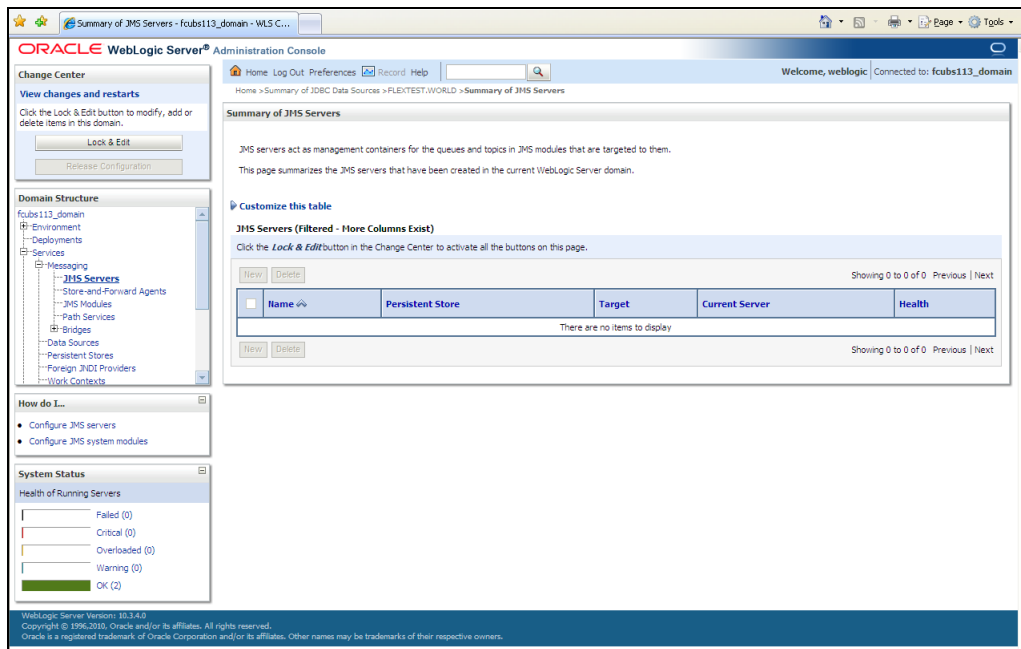 Summary of JMS Servers - fcubs113_domain - WLS C...
Page
Tools
ORACLE WebLogic Server® Administration Console
Change Center
View changes and restarts
Click the Lock & Edit button to modify, add or
delete items in this domain.
Lock & Edit
Release Configuration
Domain Structure
fcubs113_domain
Environment
Deployments
Services
Messaging
JMS Servers
Store-and-Forward Agents
JMS Modules
Path Services
Bridges
Data Sources
Persistent Stores
Foreign JNDI Providers
Work Contexts
How do I...
Configure JMS servers
Configure JMS system modules
System Status
Health of Running Servers
Failed (0)
Critical (0)
Overloaded (0)
Warning (0)
OK (2)
Home Log Out Preferences Record Help
Welcome, weblogic Connected to: fcubs113_domain
Home >Summary of JDBC Data Sources >FLEXTEST.WORLD >Summary of JMS Servers
Summary of JMS Servers
JMS servers act as management containers for the queues and topics in JMS modules that are targeted to them.
This page summarizes the JMS servers that have been created in the current WebLogic Server domain.
Customize this table
JMS Servers (Filtered - More Columns Exist)
Click the Lock & Edit button in the Change Center to activate all the buttons on this page.
New Delete Showing 0 to 0 of 0 Previous | Next
Name Persistent Store Target Current Server Health
There are no items to display
New Delete Showing 0 to 0 of 0 Previous | Next
WebLogic Server Version: 10.3.4.0
Copyright © 1996,2010, Oracle and/or its affiliates. All rights reserved.
Oracle is a registered trademark of Oracle Corporation and/or its affiliates. Other names may be trademarks of their respective owners.